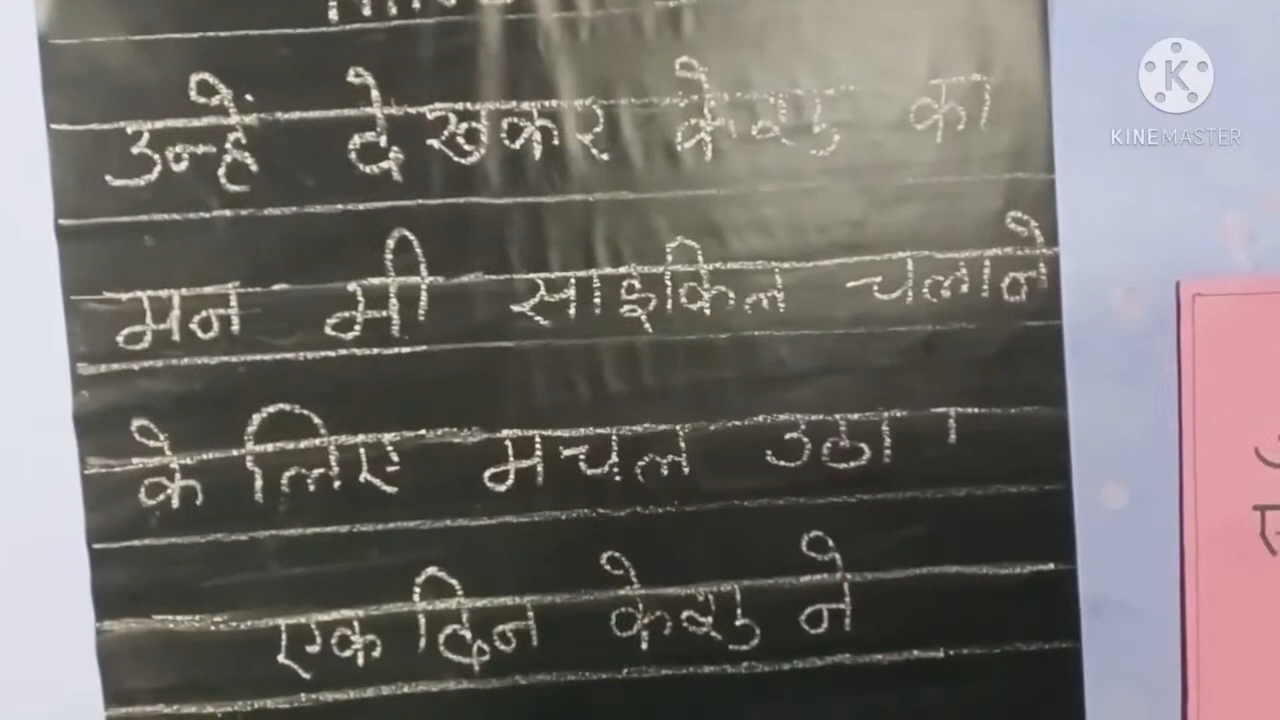 उन्हें देखकर केशु का
मन भी साइकिल चलाने
के लिए मचल उठा ।
एक दिन केशु ने
KINEMASTER